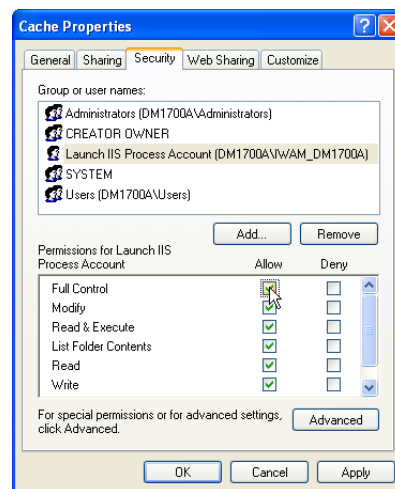 Cache Properties
General Sharing Security Web Sharing Customize
Group or user names:
Administrators (DM1700A\Administrators)
CREATOR OWNER
Launch IIS Process Account (DM1700A\IWAM_DM1700A)
SYSTEM
Users (DM1700A\Users)
Add... Remove
Permissions for Launch IIS
Process Account Allow Deny
Full Control
Modify
Read & Execute
List Folder Contents
Read
Write
For special permissions or for advanced settings,
click Advanced.
Advanced
OK Cancel Apply